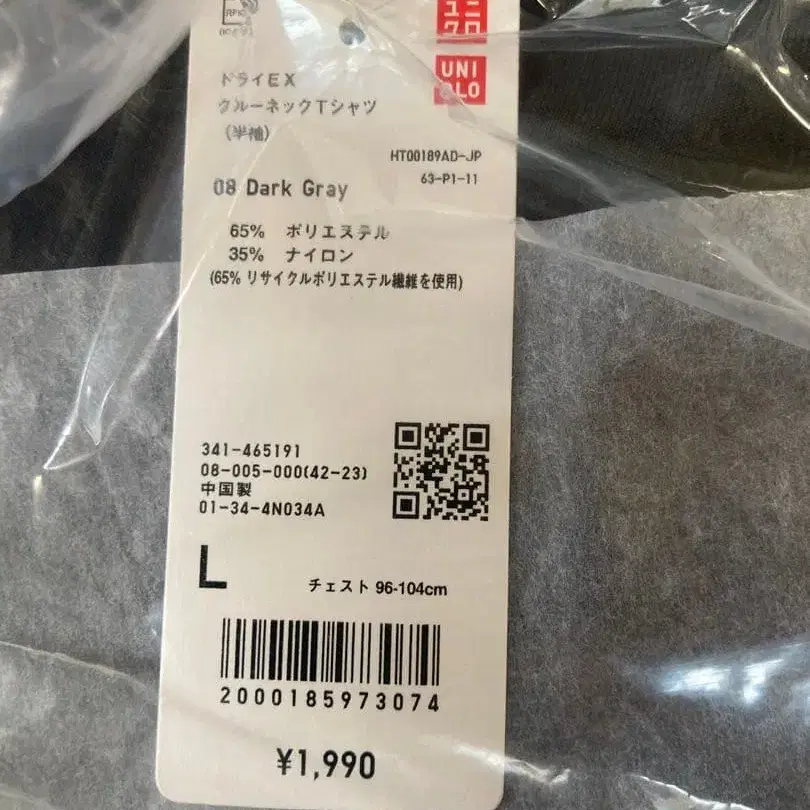 RFID
ユニ
クロ
UNI
QLO
ドライEX
クルーネックTシャツ
(半袖)
HT00189AD-JP
63-P1-11
08 Dark Gray
65% ポリエステル
35% ナイロン
(65% リサイクルポリエステル繊維を使用)
341-465191
08-005-000(42-23)
中国製
01-34-4N034A
L
チェスト 96-104cm
2000185973074
¥1,990